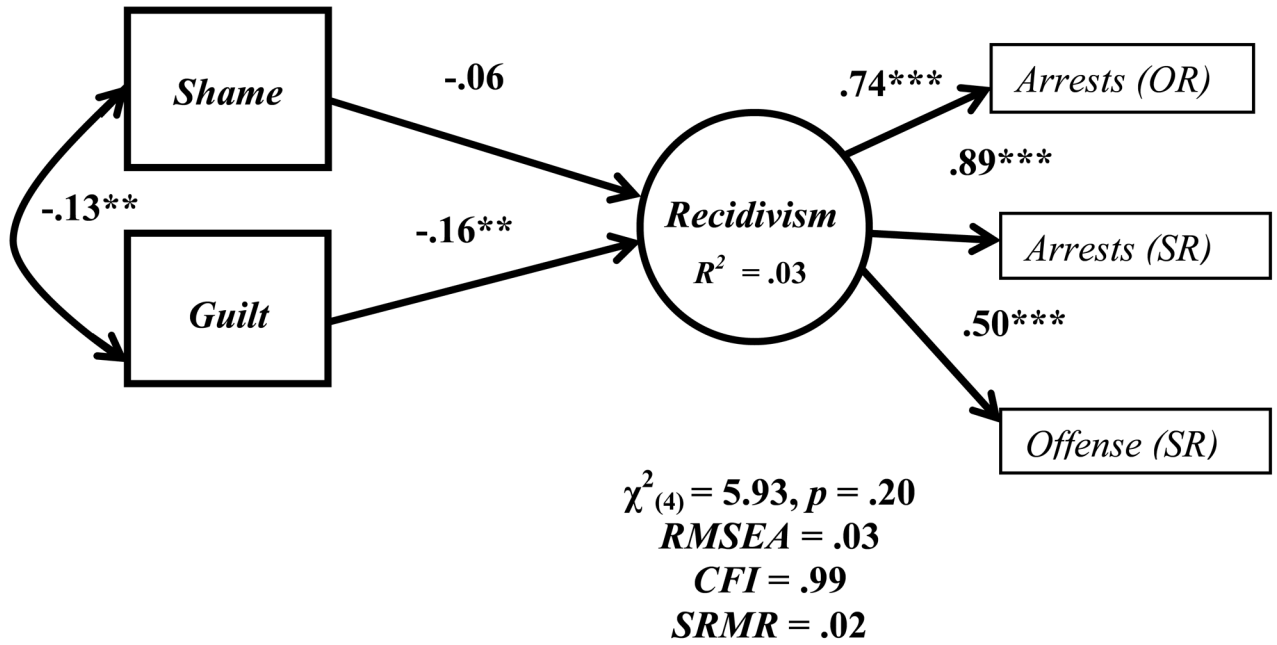 Shame
-.06
.74***
Arrests (OR)
-.13**
.89***
Guilt
-.16**
Recidivism
R² = .03
Arrests (SR)
.50***
Offense (SR)
χ²(4) = 5.93, p = .20
RMSEA = .03
CFI = .99
SRMR = .02